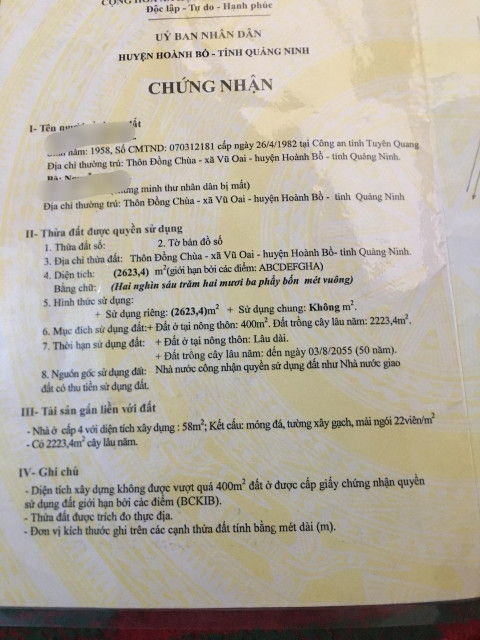 Độc lập - Tự do - Hạnh phúc
UỶ BAN NHÂN DÂN
HUYỆN HOÀNH BỒ - TỈNH QUẢNG NINH
CHỨNG NHẬN
I- Tên
năm: 1958, Số CMTND: 070312181 cấp ngày 26/4/1982 tại Công an tỉnh Tuyên Quang
Địa chỉ thường trú: Thôn Đồng Chùa - xã Vũ Oai - huyện Hoành Bồ - tỉnh Quảng Ninh.
minh thư nhân dân bị mất)
Địa chỉ thường trú: Thôn Đồng Chùa - xã Vũ Oai - huyện Hoành Bồ - tỉnh Quảng Ninh
II- Thửa đất được quyền sử dụng
1. Thửa đất số: 2. Tờ bản đồ số
3. Địa chỉ thửa đất: Thôn Đồng Chùa - xã Vũ Oai - huyện Hoành Bồ- tỉnh Quảng Ninh.
4. Diện tích: (2623,4) m²(giới hạn bởi các điểm: ABCDEFGHA)
Bằng chữ: (Hai nghìn sáu trăm hai mươi ba phẩy bốn mét vuông)
5. Hình thức sử dụng:
+ Sử dụng riêng: (2623,4)m² + Sử dụng chung: Không m².
6. Mục đích sử dụng đất:+ Đất ở tại nông thôn: 400m². Đất trồng cây lâu năm: 2223,4m².
7. Thời hạn sử dụng đất: + Đất ở tại nông thôn: Lâu dài.
+ Đất trồng cây lâu năm: đến ngày 03/8/2055 (50 năm).
8. Nguồn gốc sử dụng đất: Nhà nước công nhận quyền sử dụng đất như Nhà nước giao
đất có thu tiền sử dụng đất.
III- Tài sản gắn liền với đất
- Nhà ở cấp 4 với diện tích xây dựng : 58m²; Kết cấu: móng đá, tường xây gạch, mái ngói 22viên/m²
- Có 2223,4m² cây lâu năm.
IV- Ghi chú
- Diện tích xây dựng không được vượt quá 400m² đất ở được cấp giấy chứng nhận quyền
sử dụng đất giới hạn bởi các điểm (BCKIB).
- Thửa đất được trích đo thực địa.
- Đơn vị kích thước ghi trên các cạnh thửa đất tính bằng mét dài (m).